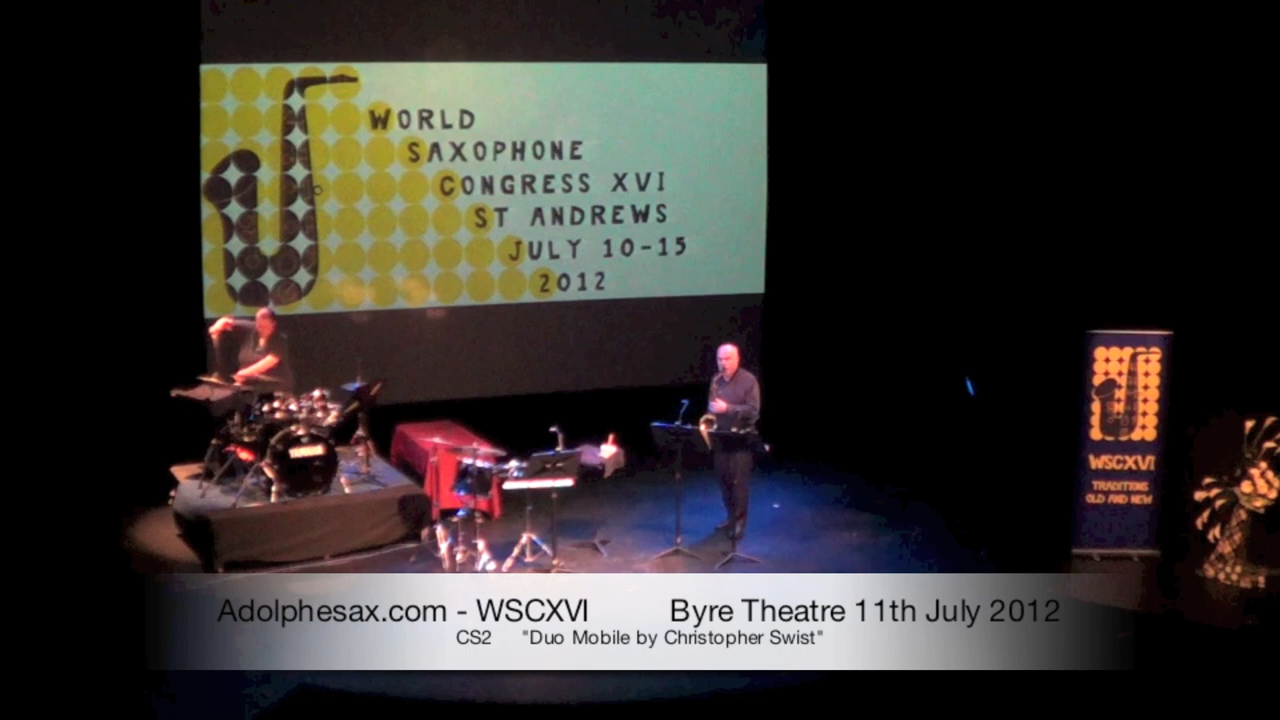 WORLD
SAXOPHONE
CONGRESS XVI
ST ANDREWS
JULY 10-15
2012
YAMAHA
WSCXVI
TRADITIONS
OLD AND NEW
Adolphesax.com - WSCXVI Byre Theatre 11th July 2012
CS2 "Duo Mobile by Christopher Swist"